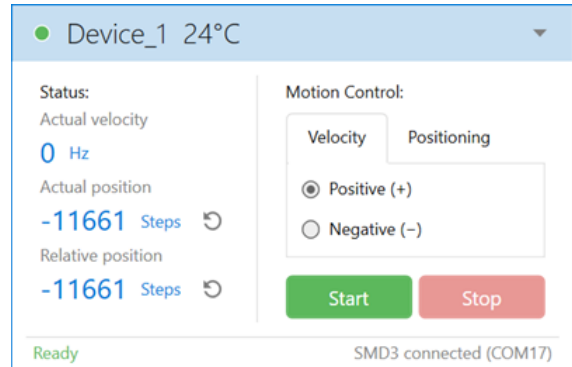 Device_1 24°C
Status:
Actual velocity
0 Hz
Actual position
-11661 Steps
Relative position
-11661 Steps
Motion Control:
Velocity Positioning
Positive (+)
Negative (−)
Start Stop
Ready SMD3 connected (COM17)